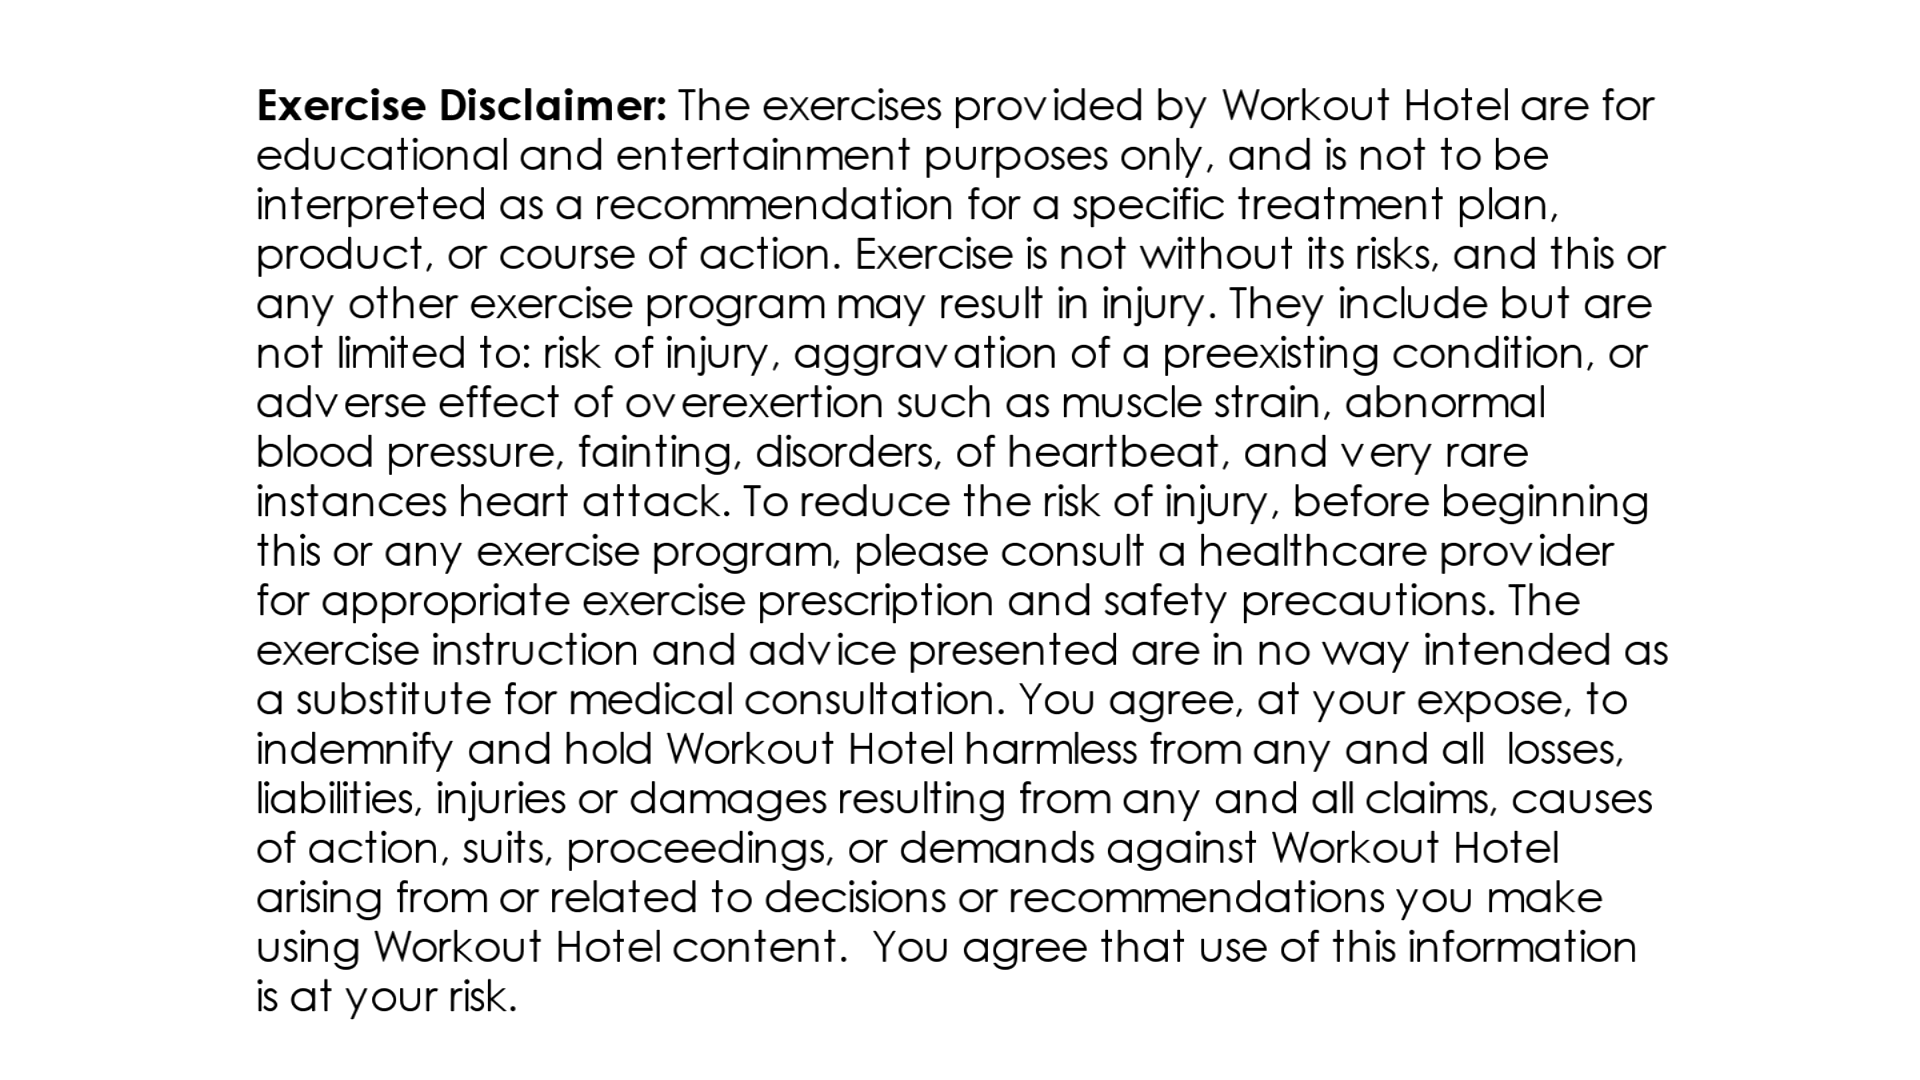 Exercise Disclaimer: The exercises provided by Workout Hotel are for
educational and entertainment purposes only, and is not to be
interpreted as a recommendation for a specific treatment plan,
product, or course of action. Exercise is not without its risks, and this or
any other exercise program may result in injury. They include but are
not limited to: risk of injury, aggravation of a preexisting condition, or
adverse effect of overexertion such as muscle strain, abnormal
blood pressure, fainting, disorders, of heartbeat, and very rare
instances heart attack. To reduce the risk of injury, before beginning
this or any exercise program, please consult a healthcare provider
for appropriate exercise prescription and safety precautions. The
exercise instruction and advice presented are in no way intended as
a substitute for medical consultation. You agree, at your expose, to
indemnify and hold Workout Hotel harmless from any and all  losses,
liabilities, injuries or damages resulting from any and all claims, causes
of action, suits, proceedings, or demands against Workout Hotel
arising from or related to decisions or recommendations you make
using Workout Hotel content.  You agree that use of this information
is at your risk.